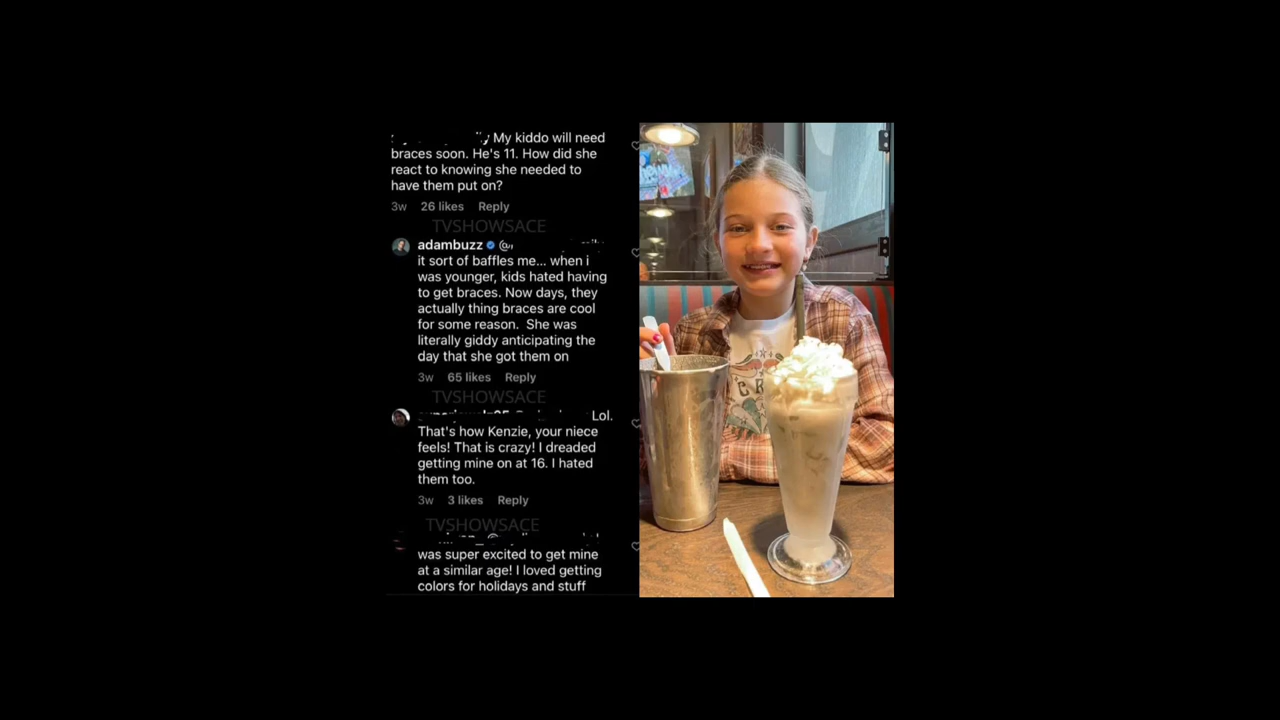 My kiddo will need
braces soon. He's 11. How did she
react to knowing she needed to
have them put on?
3w 26 likes Reply
TVSHOWSACE
adambuzz @
it sort of baffles me... when i
was younger, kids hated having
to get braces. Now days, they
actually thing braces are cool
for some reason. She was
literally giddy anticipating the
day that she got them on
3w 65 likes Reply
TVSHOWSACE
Lol.
That's how Kenzie, your niece
feels! That is crazy! I dreaded
getting mine on at 16. I hated
them too.
3w 3 likes Reply
TVSHOWSACE
was super excited to get mine
at a similar age! I loved getting
colors for holidays and stuff